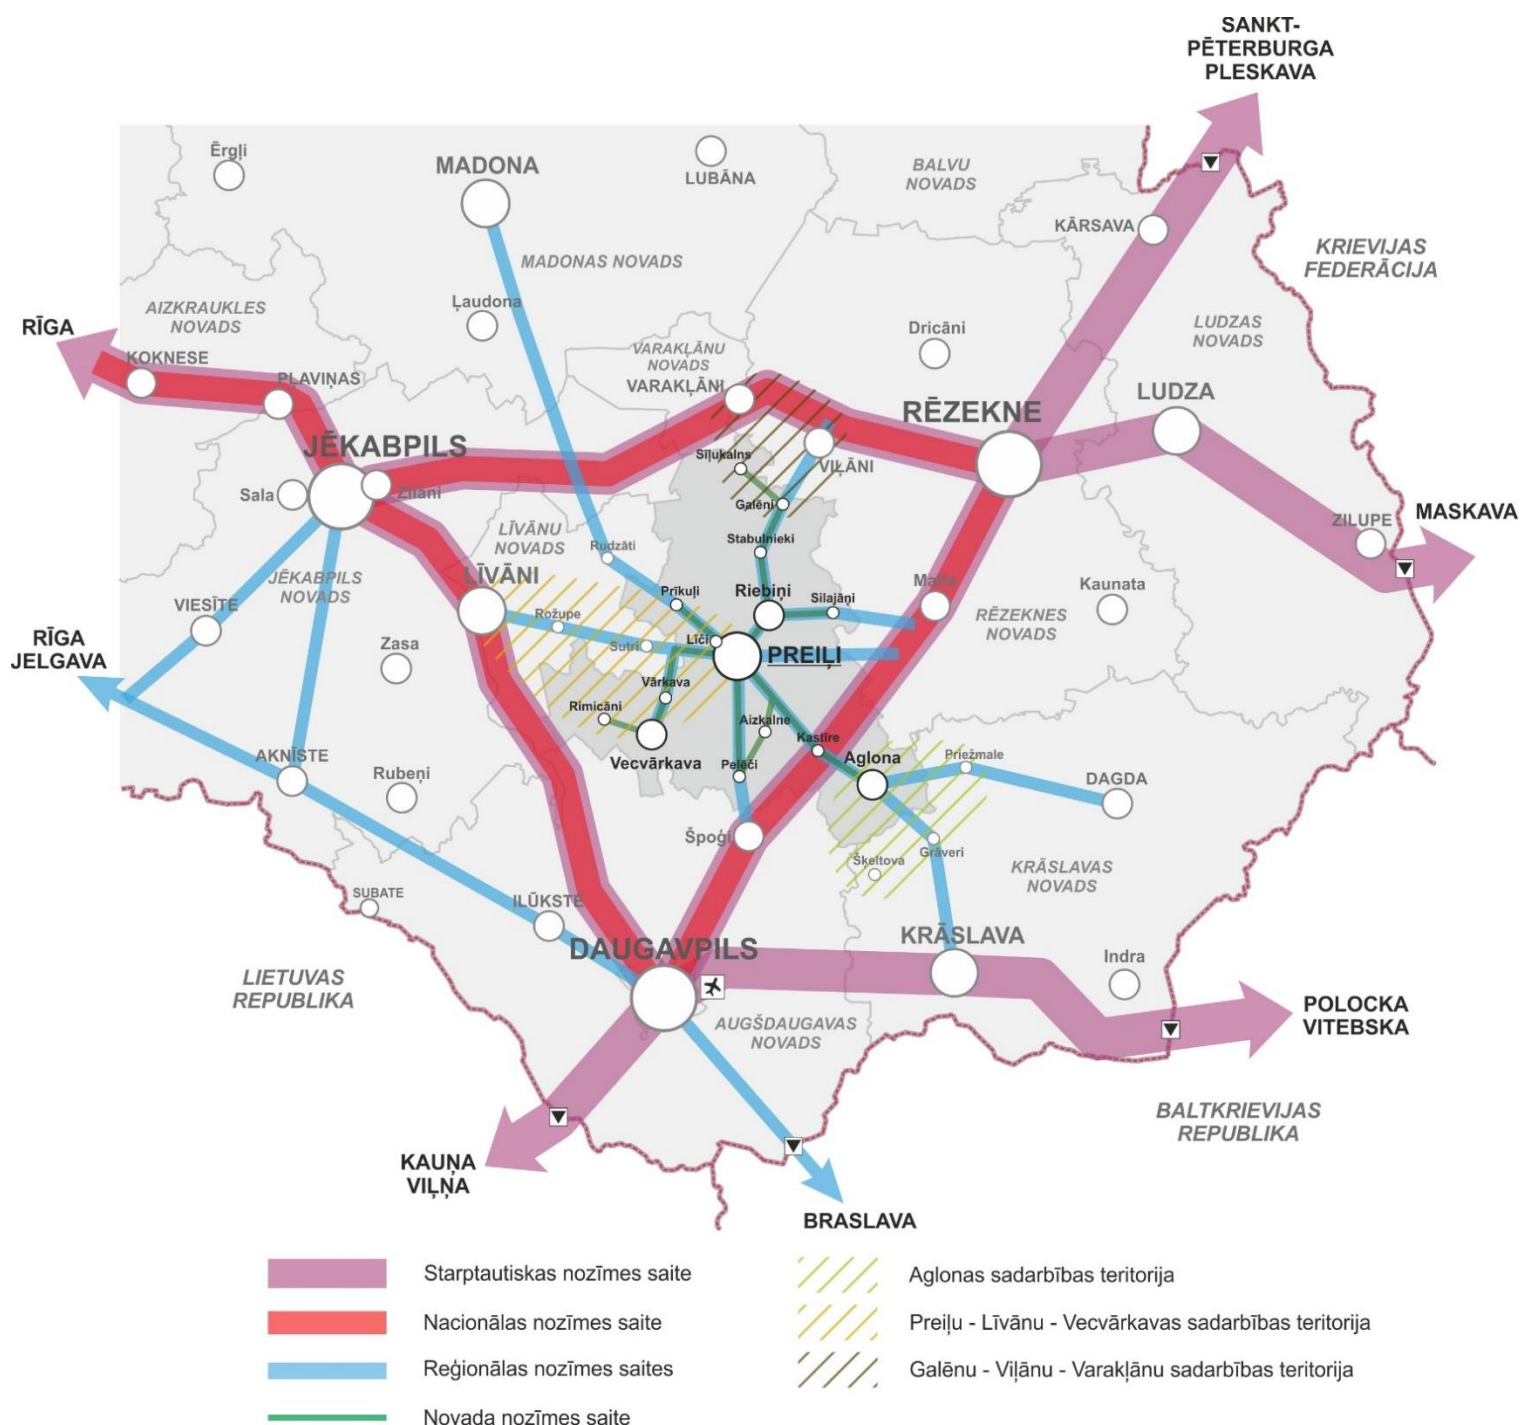 SANKT-
PĒTERBURGA
PLESKAVA
Ērgļi
MADONA
LUBĀNA
BALVU
NOVADS
KĀRSAVA
KRIEVIJAS
FEDERĀCIJA
MADONAS NOVADS
AIZKRAUKLES
NOVADS
Ļaudona
RĪGA
Dricāni
LUDZAS
NOVADS
KOKNESE
PĻAVIŅAS
VARAKĻĀNU
NOVADS
VARAKĻĀNI
RĒZEKNE
LUDZA
JĒKABPILS
Sīļukalns
VIĻĀNI
Sala
Zīlāni
Galēni
ZILUPE
MASKAVA
LĪVĀNU
NOVADS
Rudzāti
Stabulnieki
JĒKABPILS
NOVADS
LĪVĀNI
Prīkuļi
Riebiņi
Silajāņi
Malta
Kaunata
VIESĪTE
Rožupe
RĒZEKNES
NOVADS
RĪGA
JELGAVA
Zasa
Sutri
Līči
PREIĻI
Vārkava
Rimicāni
Aizkalne
Kastīre
AKNĪSTE
Rubeņi
Vecvārkava
Pelēči
Aglona
Priežmale
DAGDA
Špoģi
Grāveri
Šķeltova
KRĀSLAVAS
NOVADS
SUBATE
ILŪKSTE
DAUGAVPILS
KRĀSLAVA
Indra
LIETUVAS
REPUBLIKA
AUGŠDAUGAVAS
NOVADS
POLOCKA
VITEBSKA
BALTKRIEVIJAS
REPUBLIKA
KAUŅA
VIĻŅA
BRASLAVA
Starptautiskas nozīmes saite
Nacionālas nozīmes saite
Reģionālas nozīmes saites
Novada nozīmes saite
Aglonas sadarbības teritorija
Preiļu - Līvānu - Vecvārkavas sadarbības teritorija
Galēnu - Viļānu - Varakļānu sadarbības teritorija